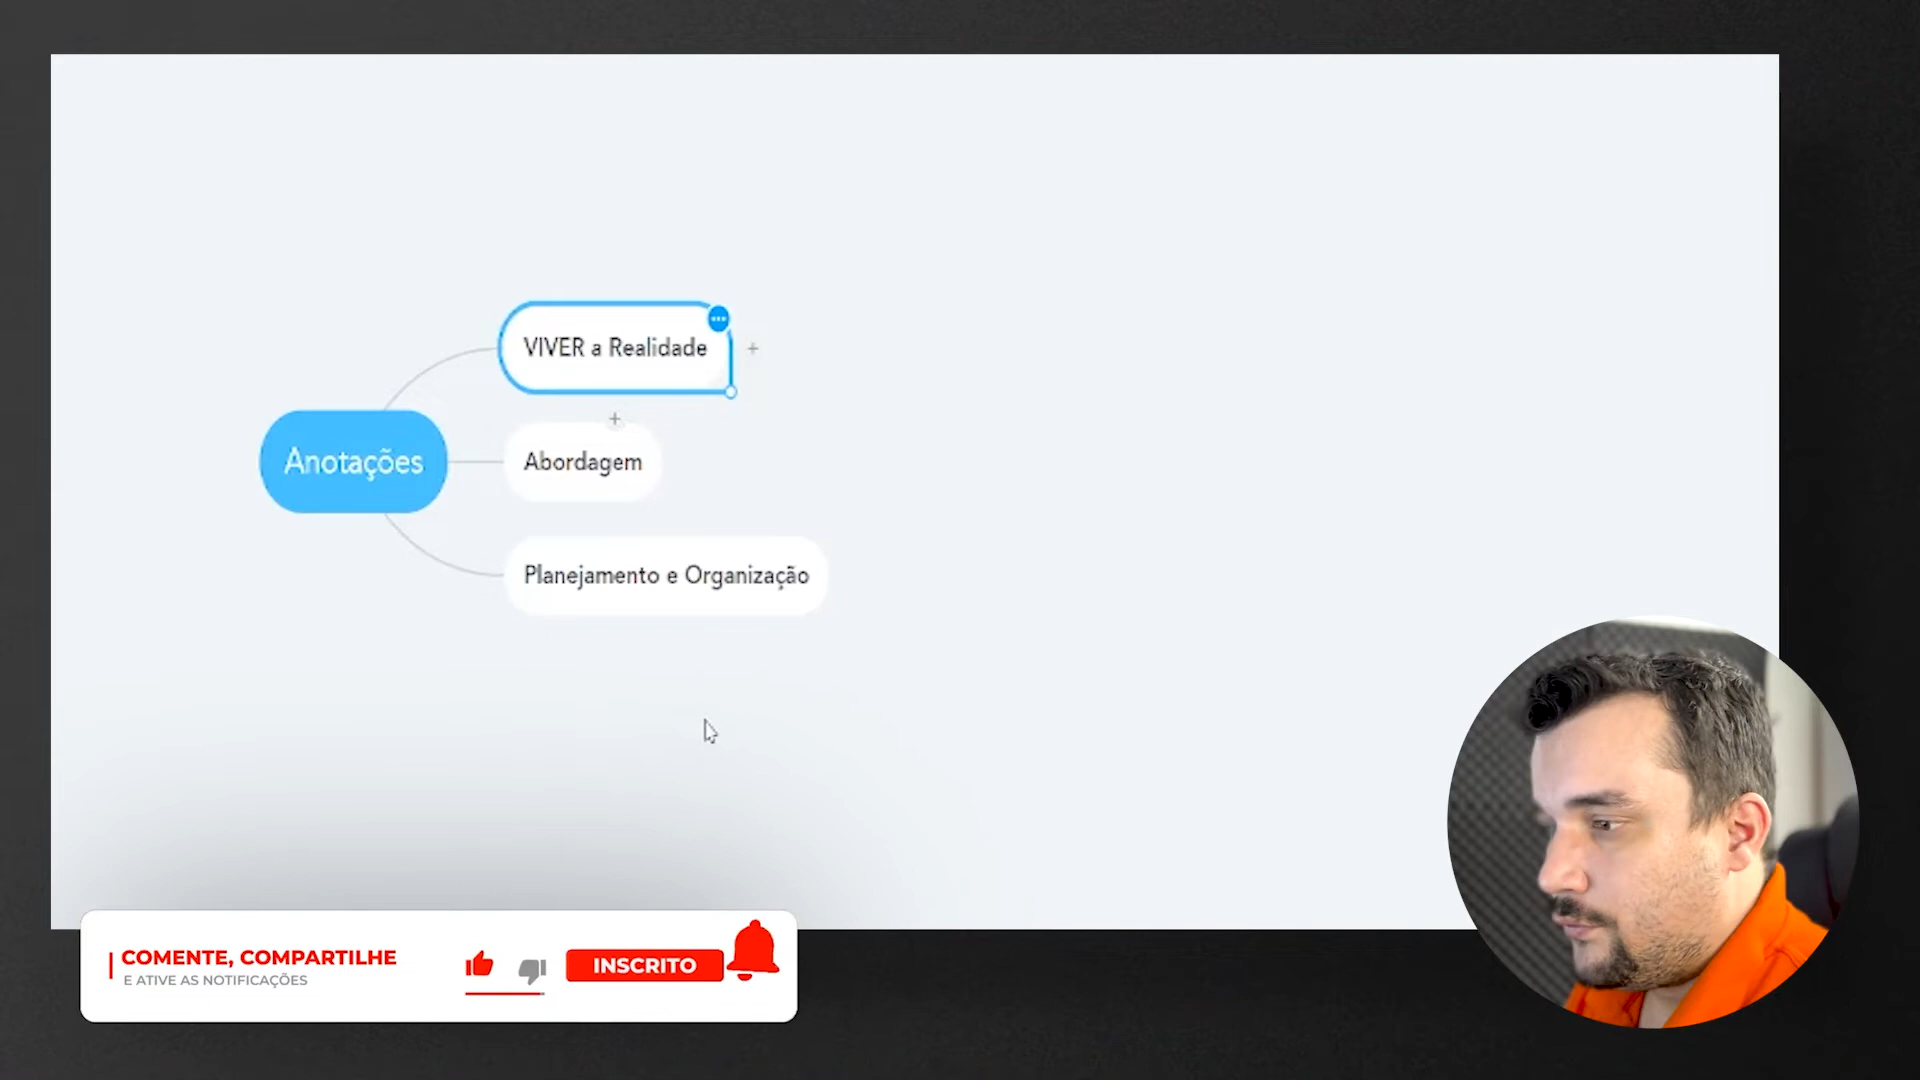 VIVER a Realidade
Anotações
Abordagem
Planejamento e Organização
COMENTE, COMPARTILHE
E ATIVE AS NOTIFICAÇÕES
INSCRITO